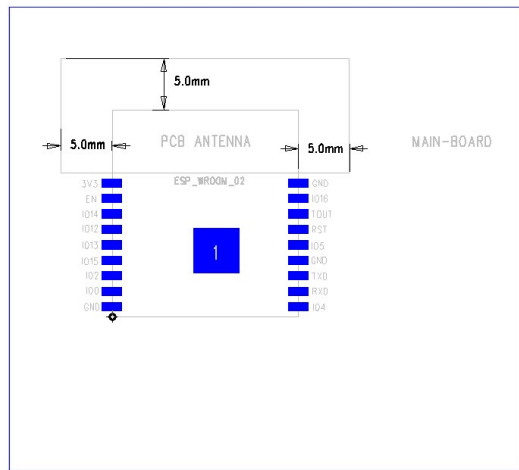 5.0mm
5.0mm PCB ANTENNA 5.0mm MAIN-BOARD
ESP_WROOM_02
3V3 GND
EN IO16
IO14 TOUT
IO12 RST
IO13 IO5
IO15 GND
IO2 TXD
IO0 RXD
GND IO4
1